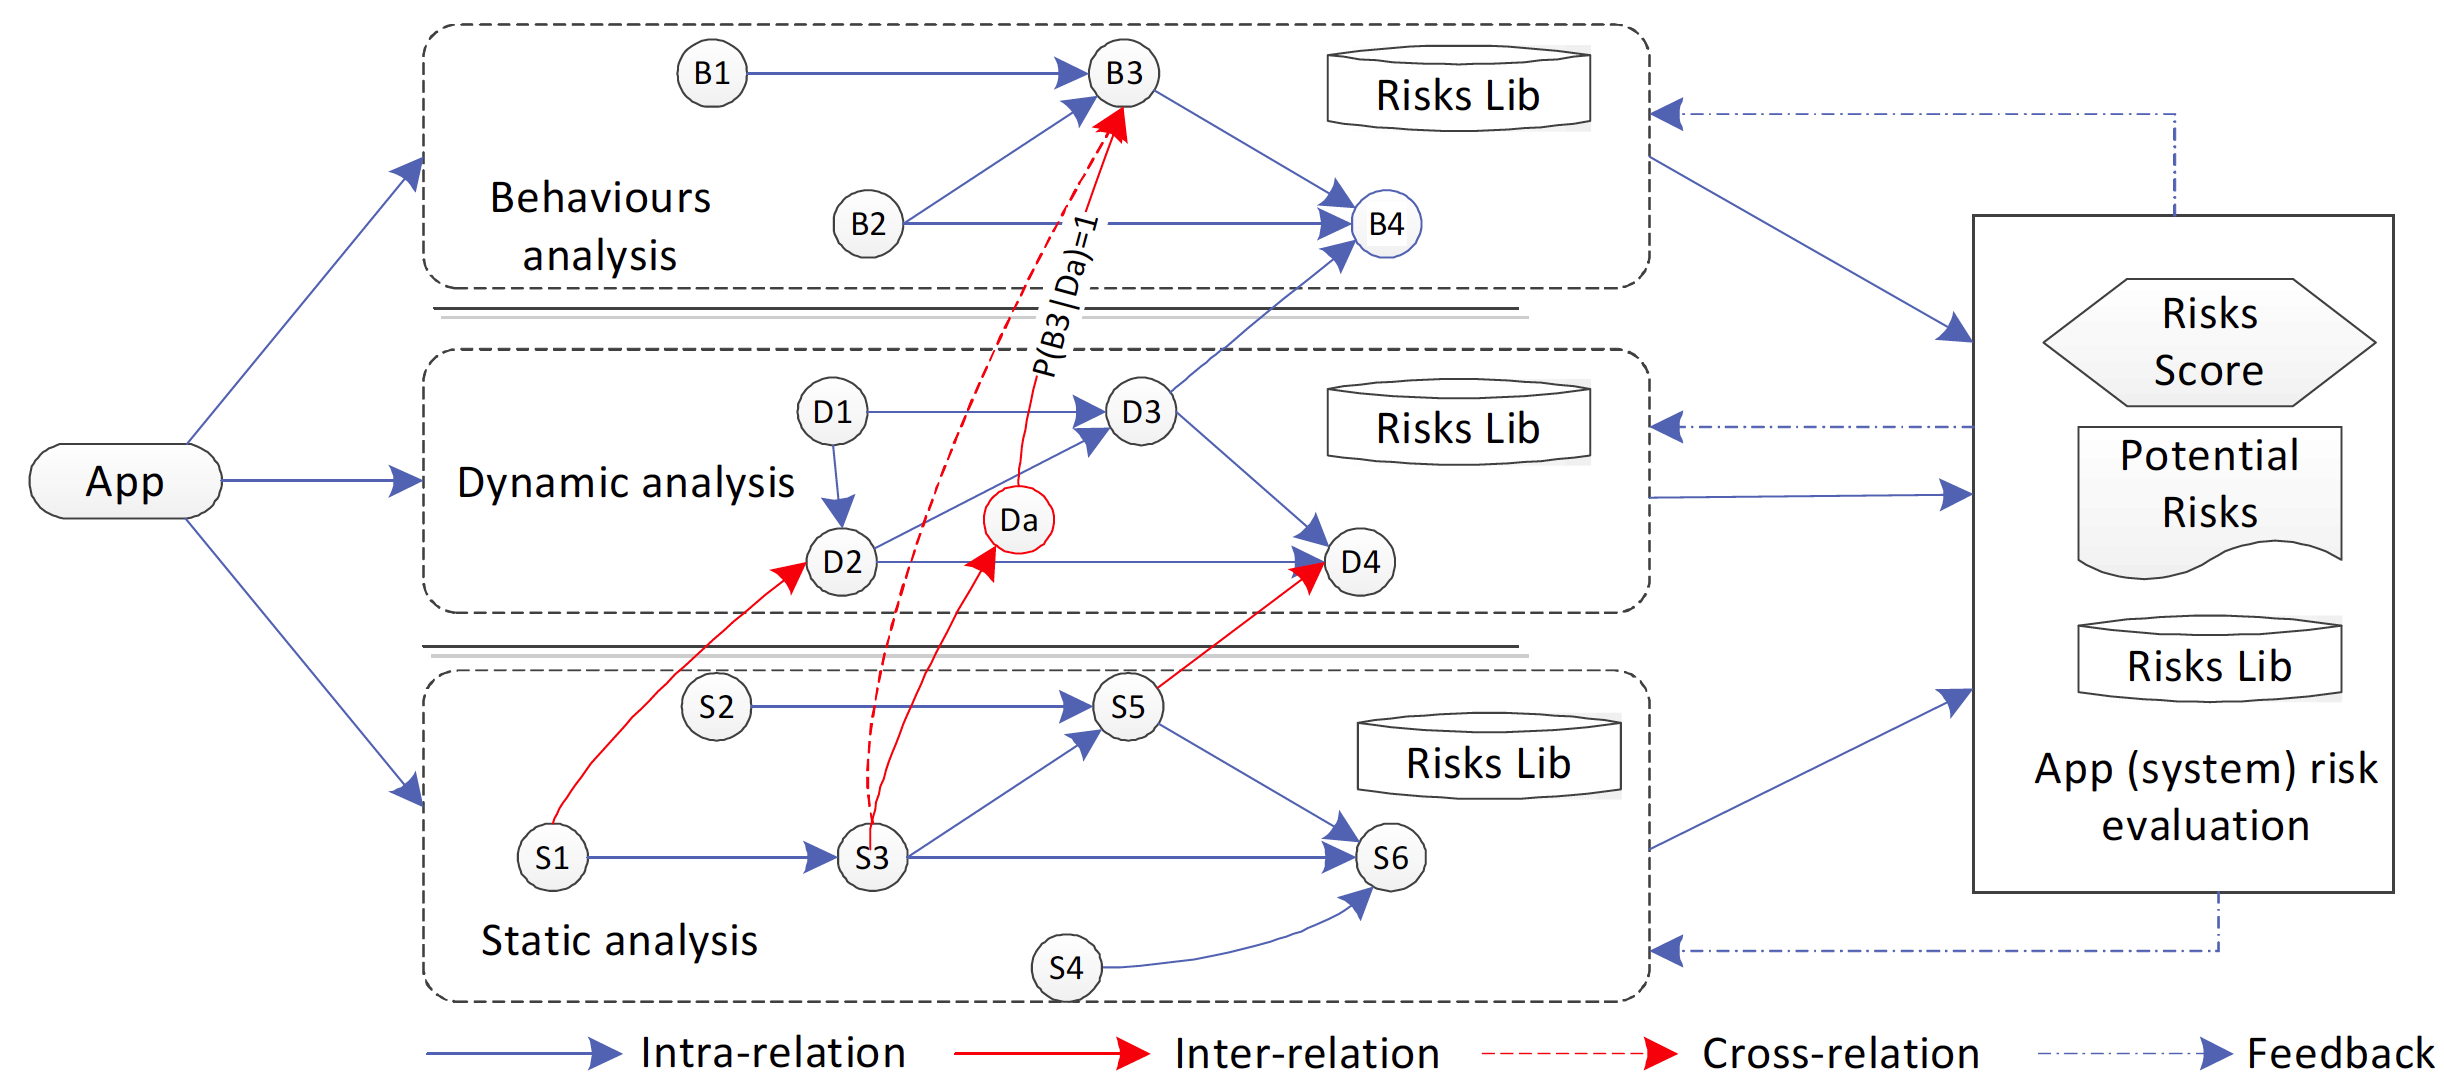 B1
B3
Risks Lib
Behaviours
analysis
B2
B4
P(B3|Da)=1
App
Dynamic analysis
D1
D3
Risks Lib
Da
D2
D4
S2
S5
Risks Lib
S1
S3
S6
Static analysis
S4
Risks
Score
Potential
Risks
Risks Lib
App (system) risk
evaluation
Intra-relation
Inter-relation
Cross-relation
Feedback